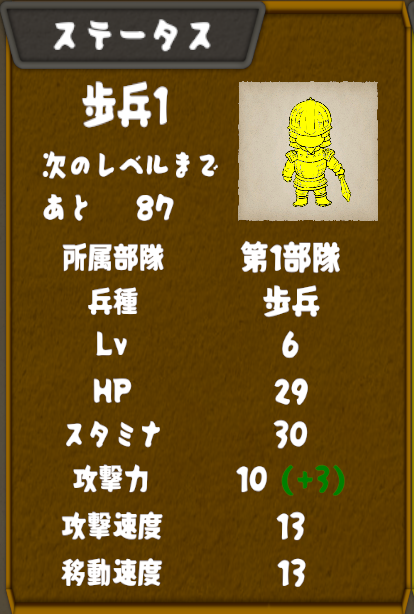 ステータス
歩兵1
次のレベルまで
あと 87
所属部隊 第1部隊
兵種 歩兵
Lv 6
HP 29
スタミナ 30
攻撃力 10 (+3)
攻撃速度 13
移動速度 13